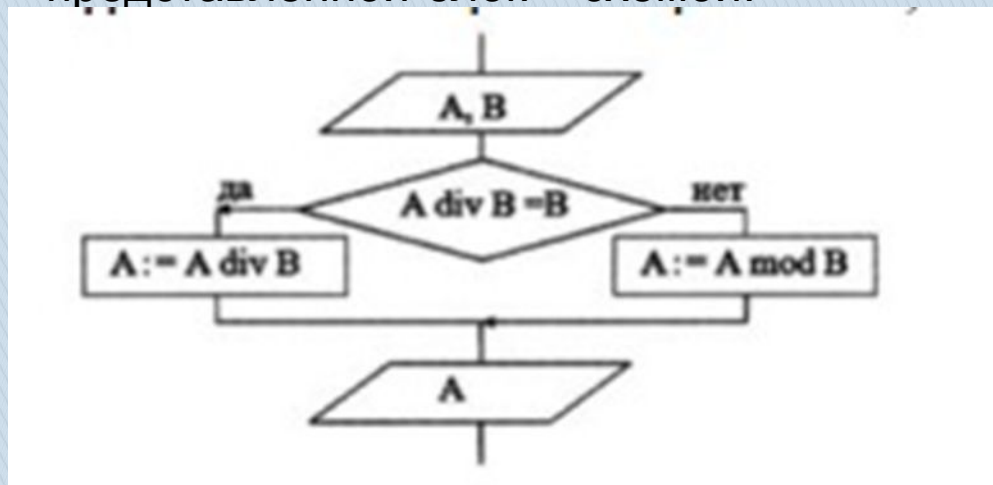 A, B
да
A div B =B
нет
A := A div B
A := A mod B
A